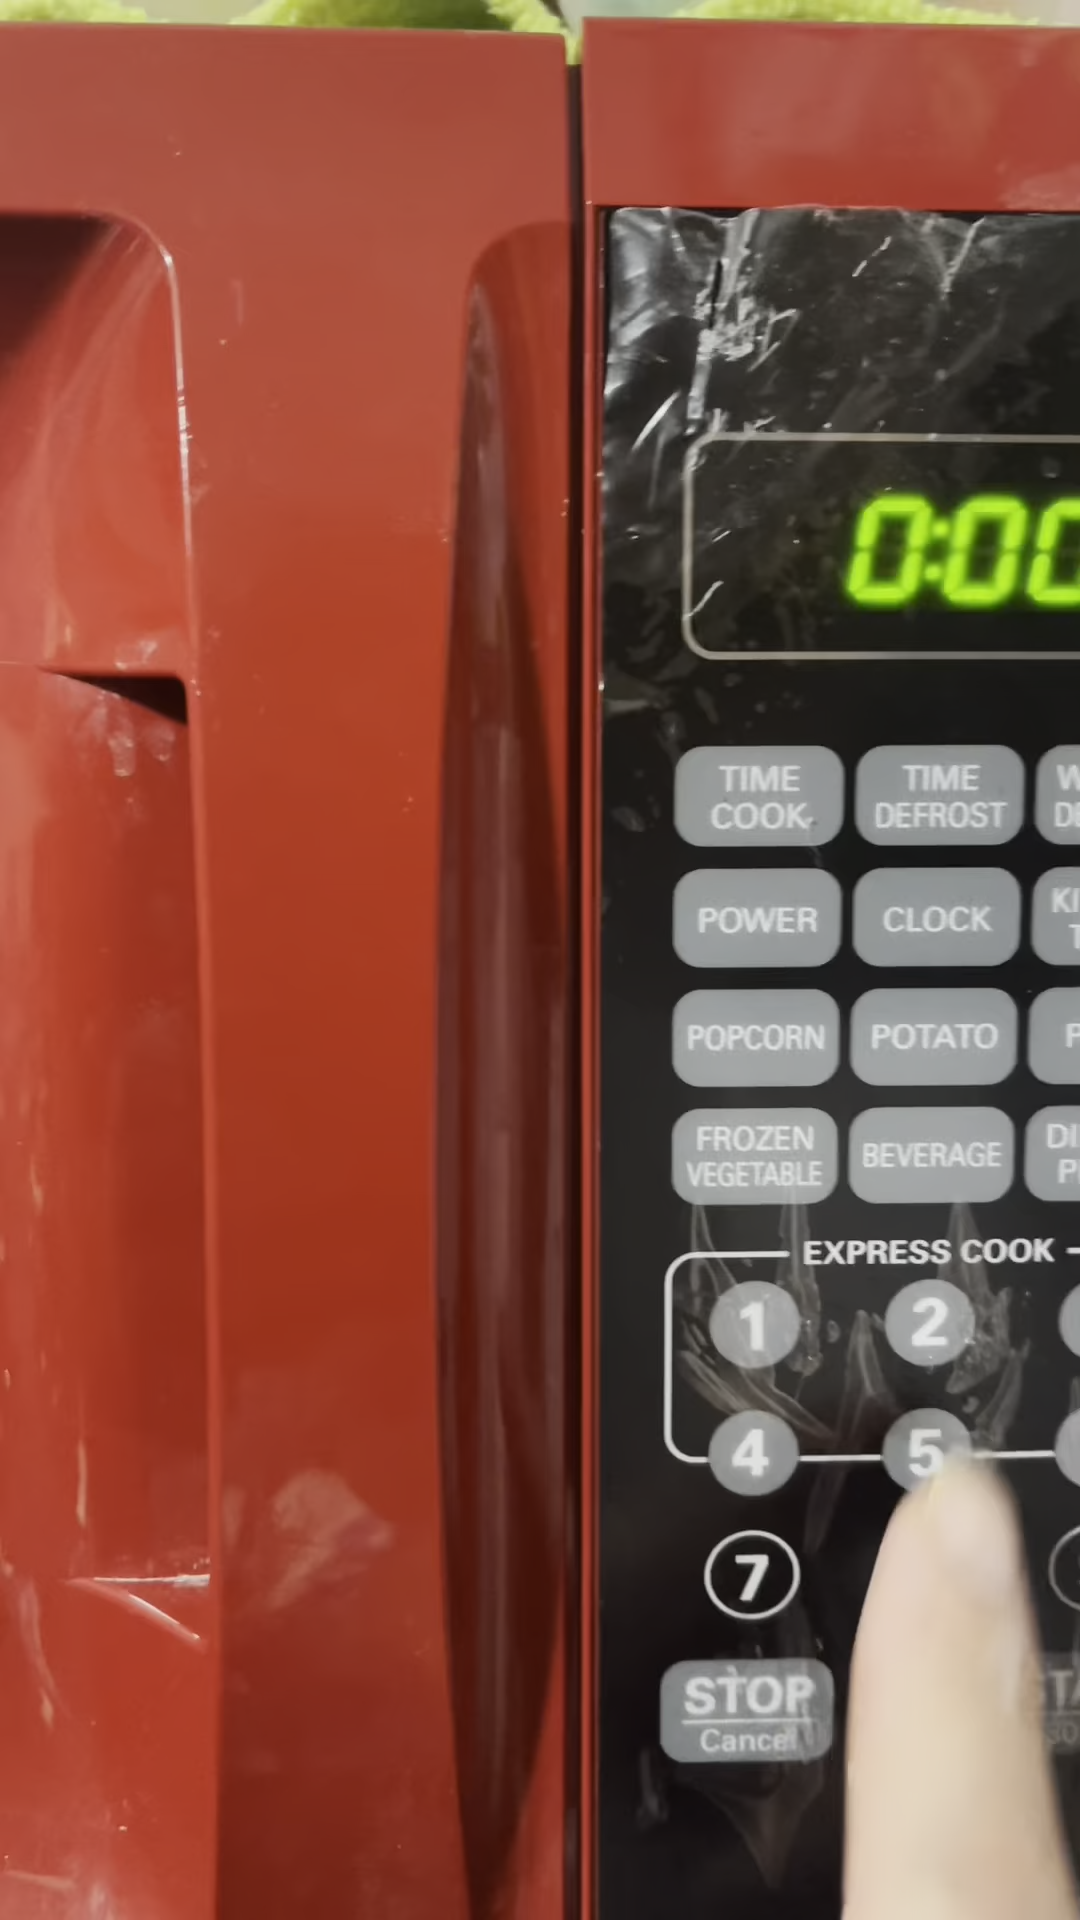 0:00
TIME
COOK
TIME
DEFROST
POWER
CLOCK
POPCORN
POTATO
FROZEN
VEGETABLE
BEVERAGE
EXPRESS COOK
1
2
4
5
7
STOP
Cancel